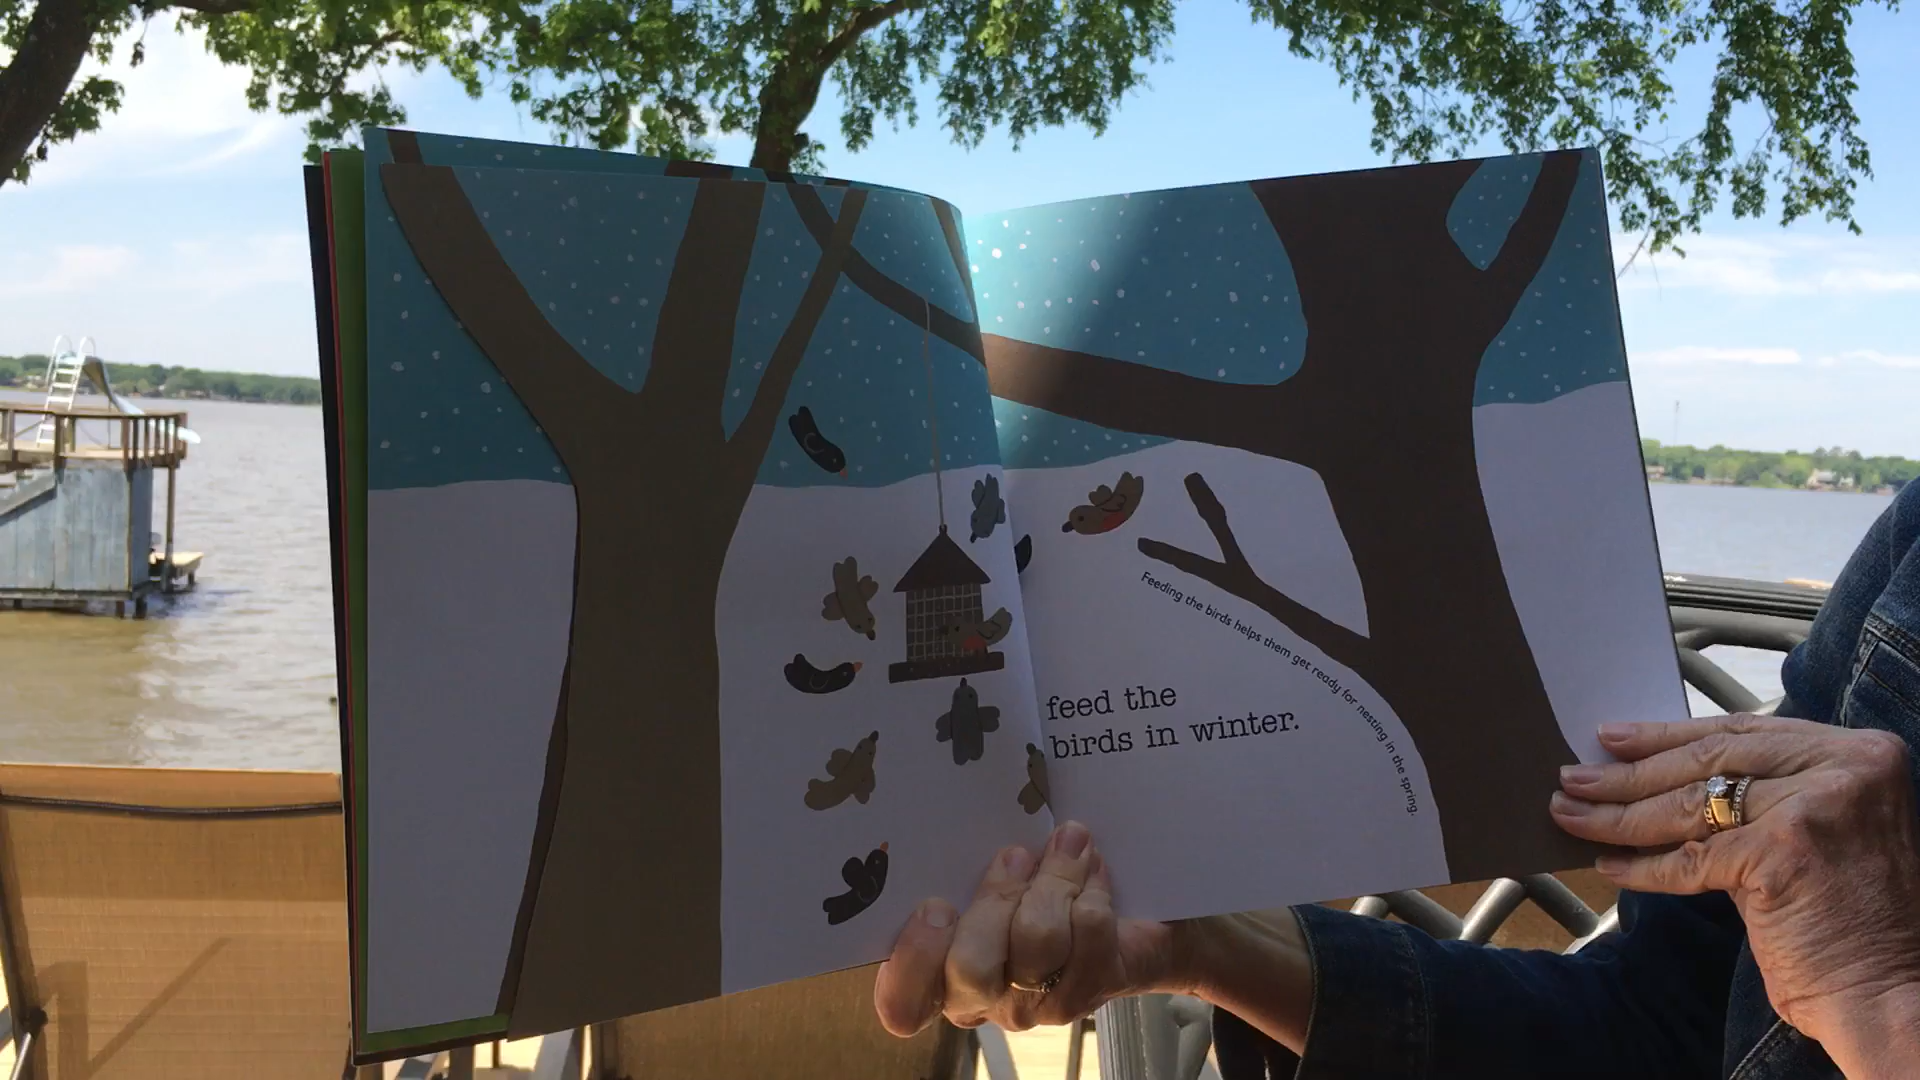 feed the
birds in winter.
Feeding the birds helps them get ready for nesting in the spring.